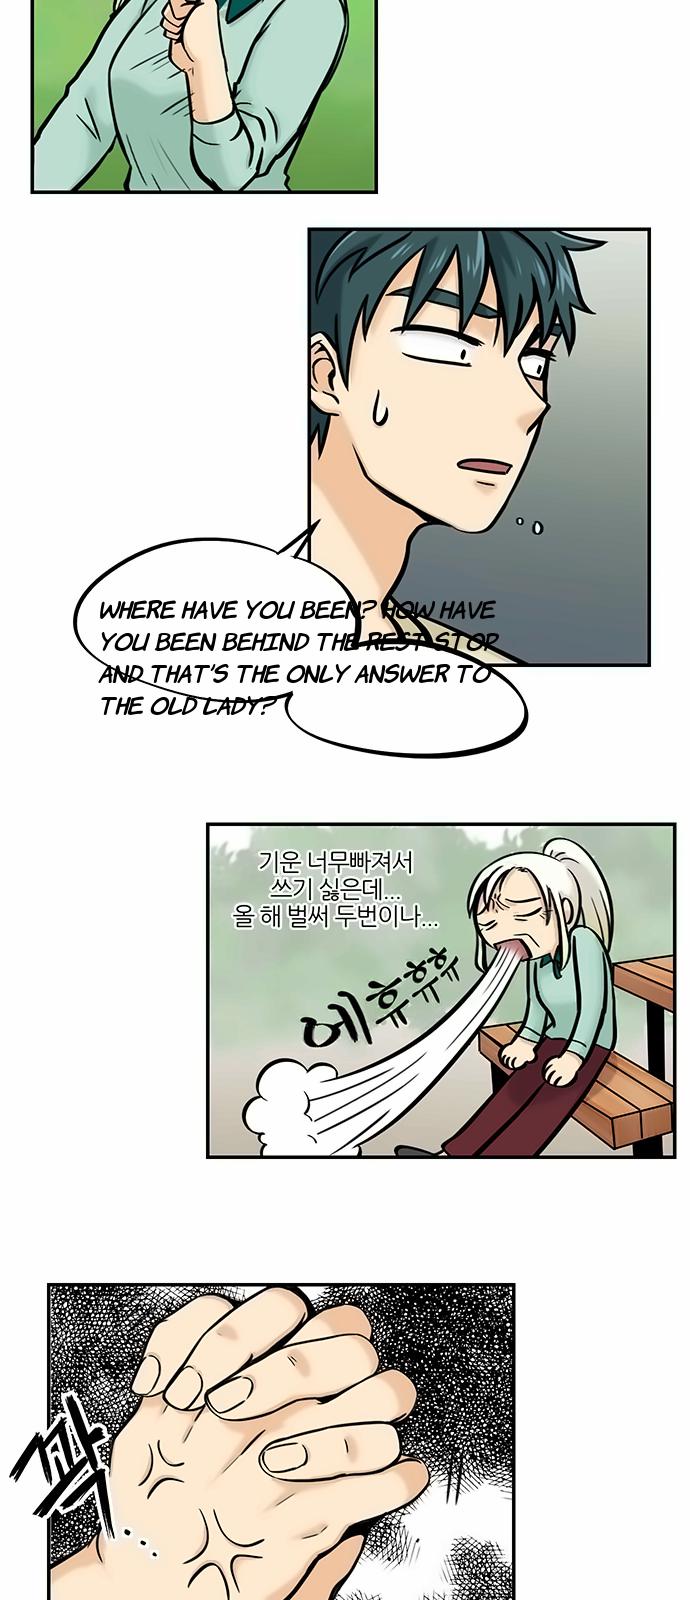 WHERE HAVE YOU BEEN? HOW HAVE
YOU BEEN BEHIND THE REST STOP
AND THAT'S THE ONLY ANSWER TO
THE OLD LADY?
기운 너무빠져서
쓰기 싫은데...
올 해 벌써 두번이나...
에휴휴휴
꽉